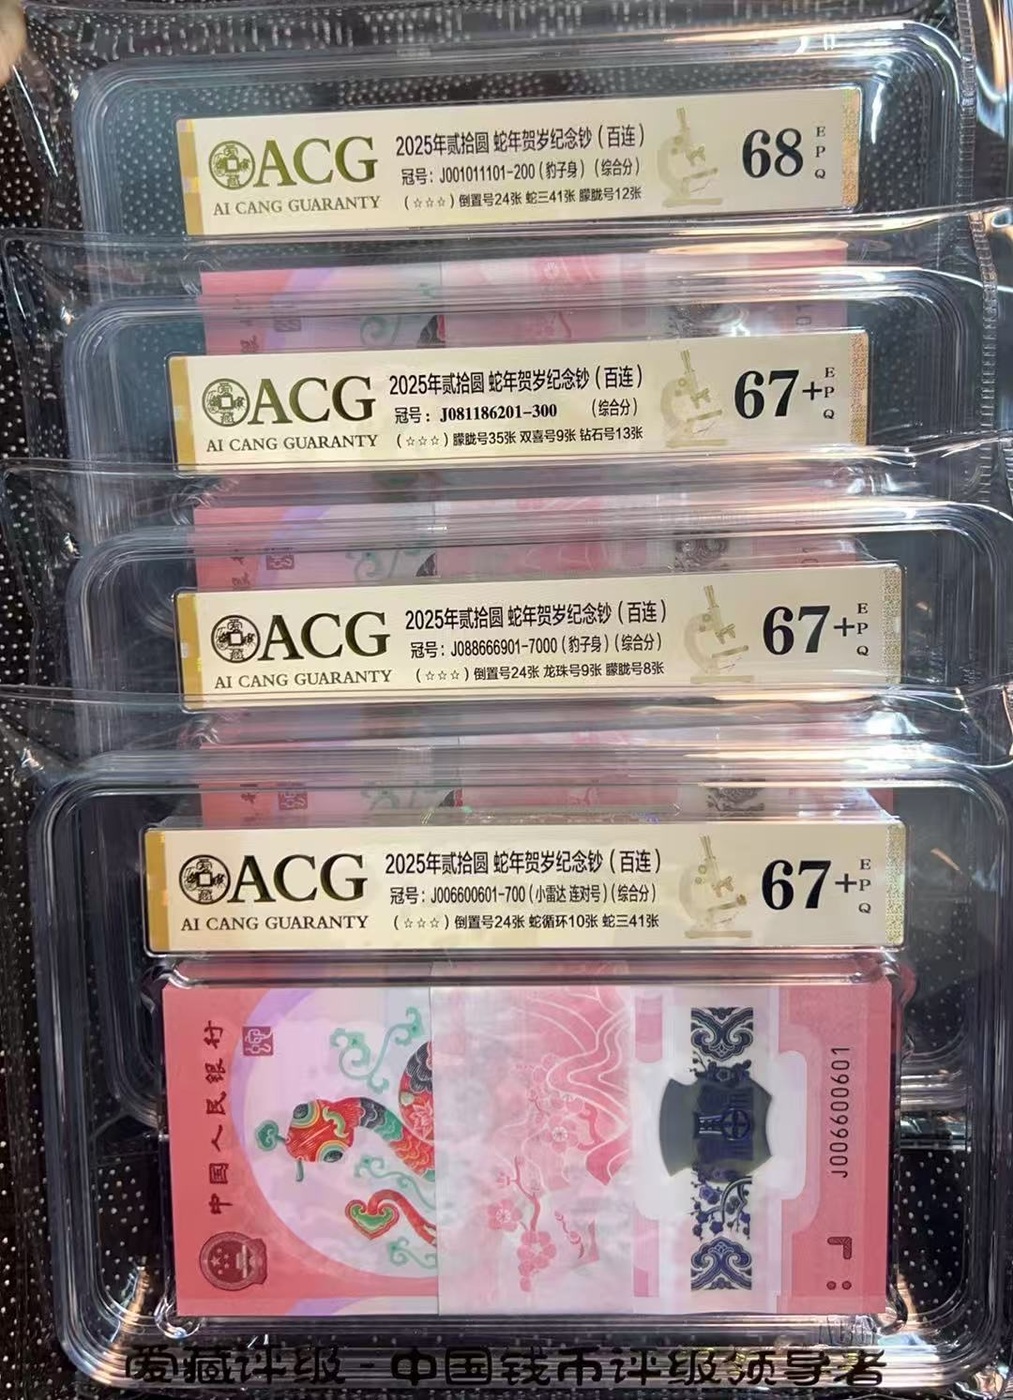 ACG
AI CANG GUARANTY
2025年贰拾圆 蛇年贺岁纪念钞（百连）
冠号：J001011101-200（豹子身）（综合分）
（☆☆☆）倒置号24张 蛇三41张 朦胧号12张
68 EPQ
ACG
AI CANG GUARANTY
2025年贰拾圆 蛇年贺岁纪念钞（百连）
冠号：J081186201-300 （综合分）
（☆☆☆）朦胧号35张 双喜号9张 钻石号13张
67+ EPQ
ACG
AI CANG GUARANTY
2025年贰拾圆 蛇年贺岁纪念钞（百连）
冠号：J088666901-7000（豹子身）（综合分）
（☆☆☆）倒置号24张 龙珠号9张 朦胧号8张
67+ EPQ
ACG
AI CANG GUARANTY
2025年贰拾圆 蛇年贺岁纪念钞（百连）
冠号：J006600601-700（小雷达 连对号）（综合分）
（☆☆☆）倒置号24张 蛇循环10张 蛇三41张
67+ EPQ
中国人民银行
J006600601
爱藏评级-中国钱币评级领导者